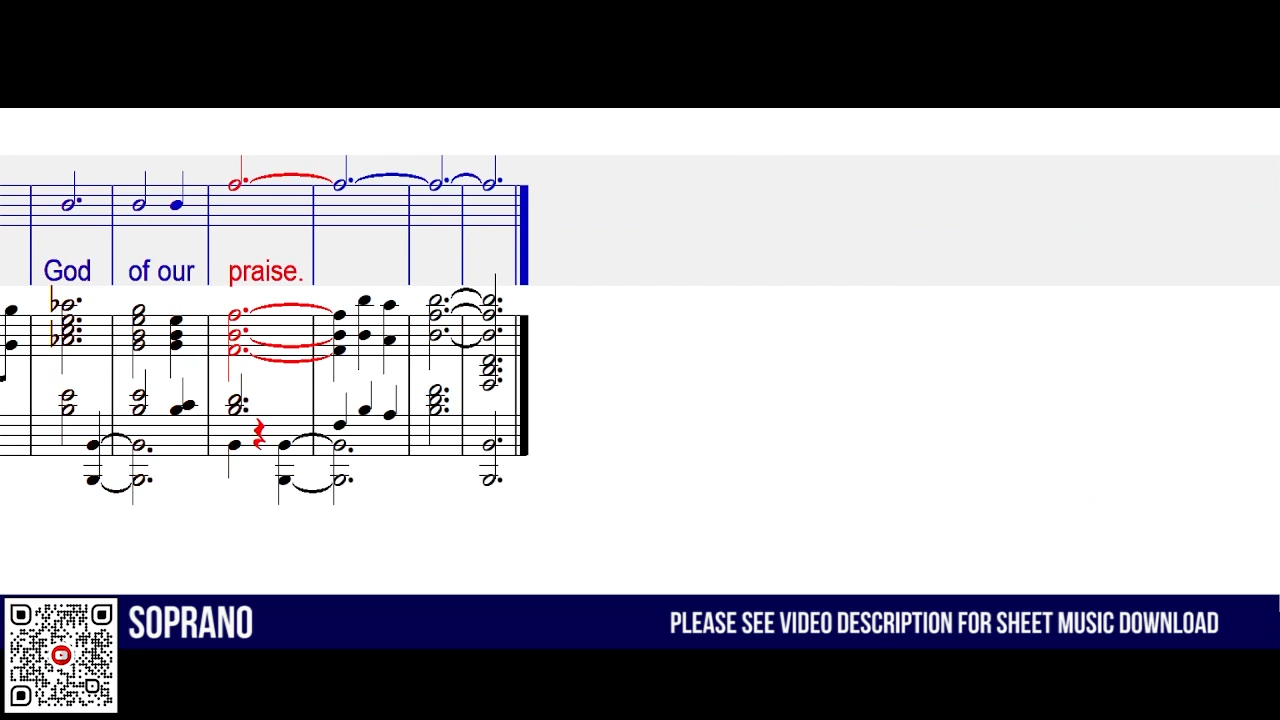 God of our praise.
SOPRANO
PLEASE SEE VIDEO DESCRIPTION FOR SHEET MUSIC DOWNLOAD